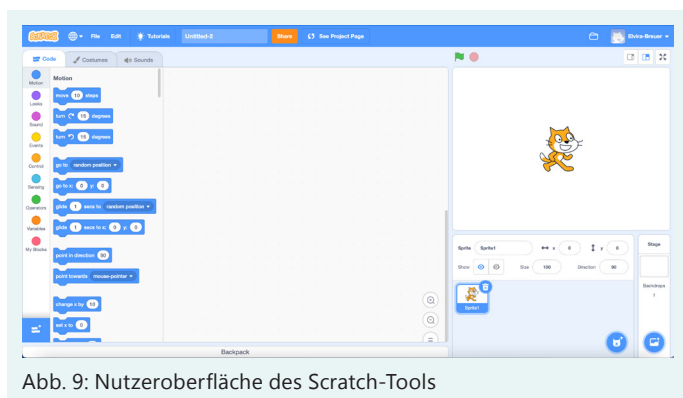 SCRATCH File Edit Tutorials Untitled-2 Share See Project Page Elvira-Breuer
Code Costumes Sounds
Motion
Looks
Sound
Events
Control
Sensing
Operators
Variables
My Blocks
Motion
move 10 steps
turn 15 degrees
turn 15 degrees
go to random position
go to x: 0 y: 0
glide 1 secs to random position
glide 1 secs to x: 0 y: 0
point in direction 90
point towards mouse-pointer
change x by 10
set x to 0
Backpack
Sprite Sprite1 x 0 y 0
Show Size 100 Direction 90
Sprite1
Stage
Backdrops
1
Abb. 9: Nutzeroberfläche des Scratch-Tools